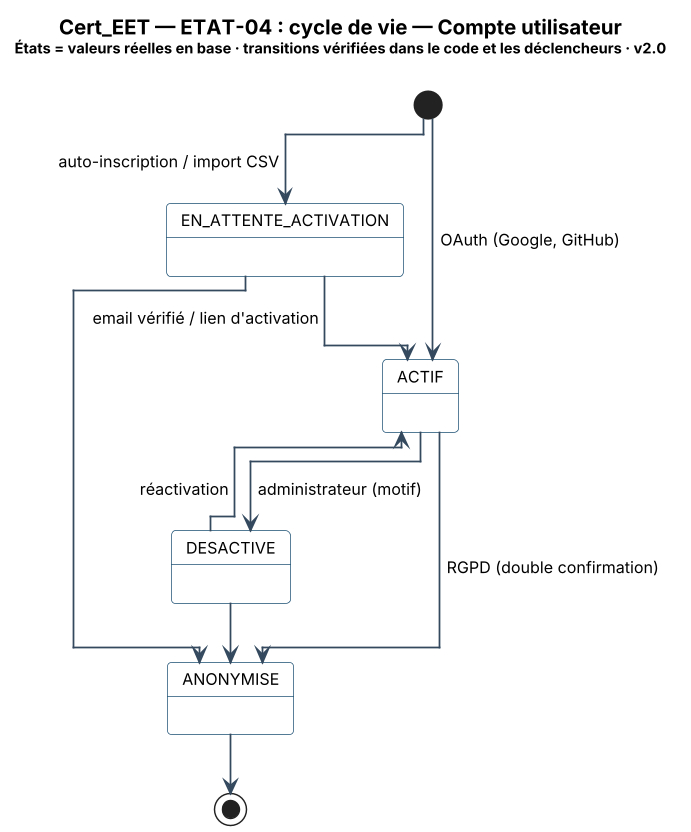 Cert_EET — ETAT-04 : cycle de vie — Compte utilisateur
États = valeurs réelles en base · transitions vérifiées dans le code et les déclencheurs · v2.0
auto-inscription / import CSV
EN_ATTENTE_ACTIVATION
OAuth (Google, GitHub)
email vérifié / lien d'activation
ACTIF
réactivation
administrateur (motif)
DESACTIVE
RGPD (double confirmation)
ANONYMISE